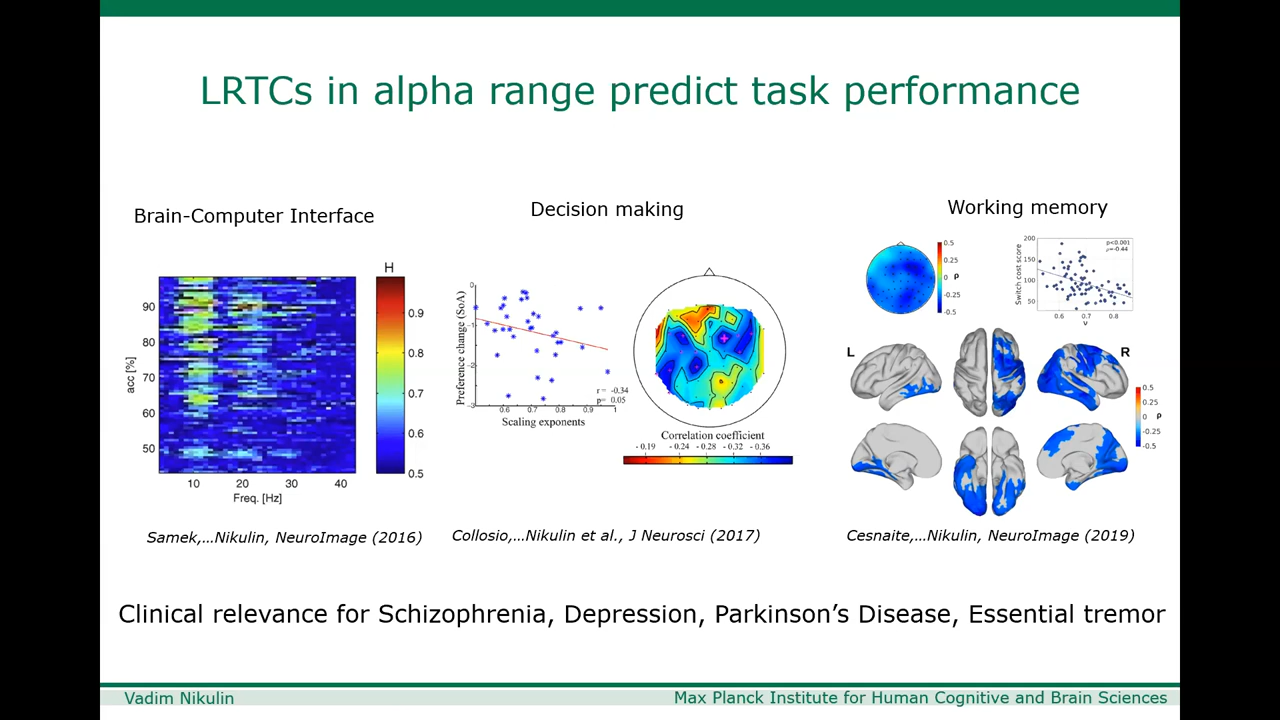 LRTCs in alpha range predict task performance
Brain-Computer Interface
Decision making
Working memory
H
acc [%]
90
80
70
60
50
10
20
30
40
Freq. [Hz]
0.9
0.8
0.7
0.6
0.5
Preference change (SoA)
0
-1
-2
-3
0.6
0.7
0.8
0.9
1
r = -0.34
p= 0.05
Scaling exponents
Correlation coefficient
- 0.19
- 0.24
- 0.28
- 0.32
- 0.36
0.5
0.25
0
-0.25
-0.5
ρ
Switch cost score
200
150
100
50
p<0.001
ρ=-0.44
0.6
0.7
0.8
ν
L
R
0.5
0.25
0
-0.25
-0.5
ρ
Samek,...Nikulin, NeuroImage (2016)
Collosio,...Nikulin et al., J Neurosci (2017)
Cesnaite,...Nikulin, NeuroImage (2019)
Clinical relevance for Schizophrenia, Depression, Parkinson’s Disease, Essential tremor
Vadim Nikulin
Max Planck Institute for Human Cognitive and Brain Sciences